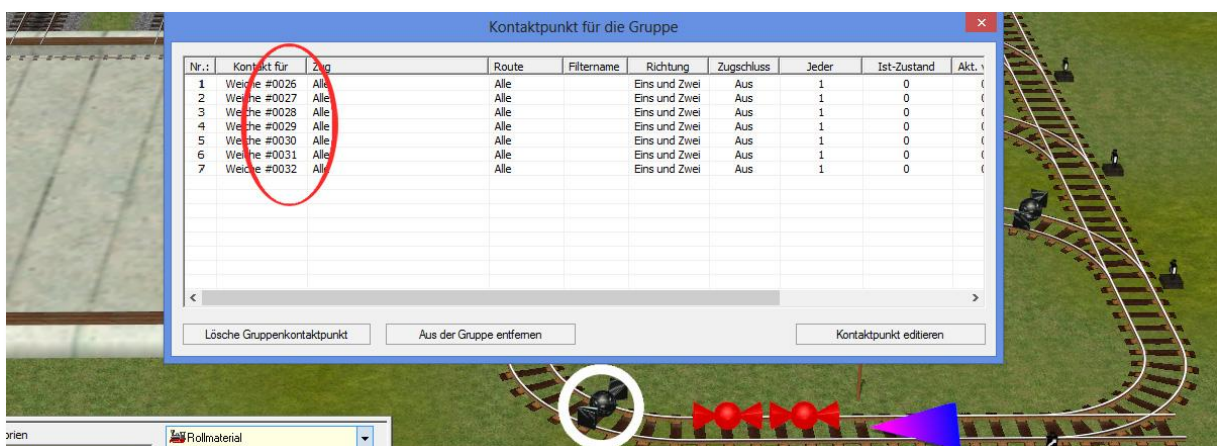 Kontaktpunkt für die Gruppe
Nr.: Kontakt für Zug Route Filtername Richtung Zugschluss Jeder Ist-Zustand Akt.
1 Weiche #0026 Alle Alle Eins und Zwei Aus 1 0
2 Weiche #0027 Alle Alle Eins und Zwei Aus 1 0
3 Weiche #0028 Alle Alle Eins und Zwei Aus 1 0
4 Weiche #0029 Alle Alle Eins und Zwei Aus 1 0
5 Weiche #0030 Alle Alle Eins und Zwei Aus 1 0
6 Weiche #0031 Alle Alle Eins und Zwei Aus 1 0
7 Weiche #0032 Alle Alle Eins und Zwei Aus 1 0
Lösche Gruppenkontaktpunkt Aus der Gruppe entfernen Kontaktpunkt editieren
orien Rollmaterial